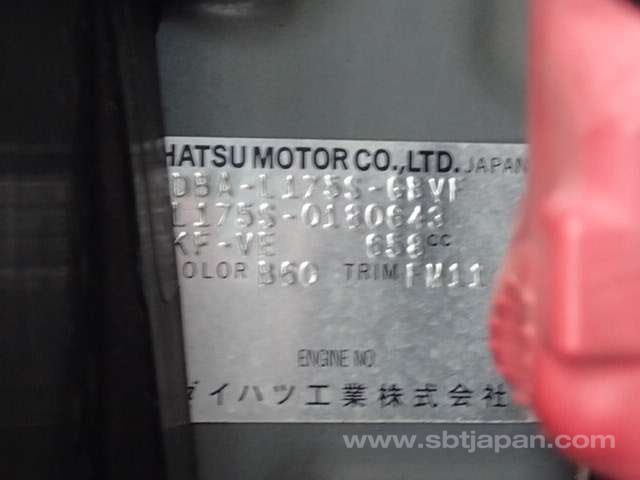 HATSU MOTOR CO.,LTD. JAPAN
DBA-L175S-GBVF
L175S-0180643
KF-VE 658CC
OLOR B60 TRIM FM11
ENGINE NO
ダイハツ工業株式会社
www.sbtjapan.com